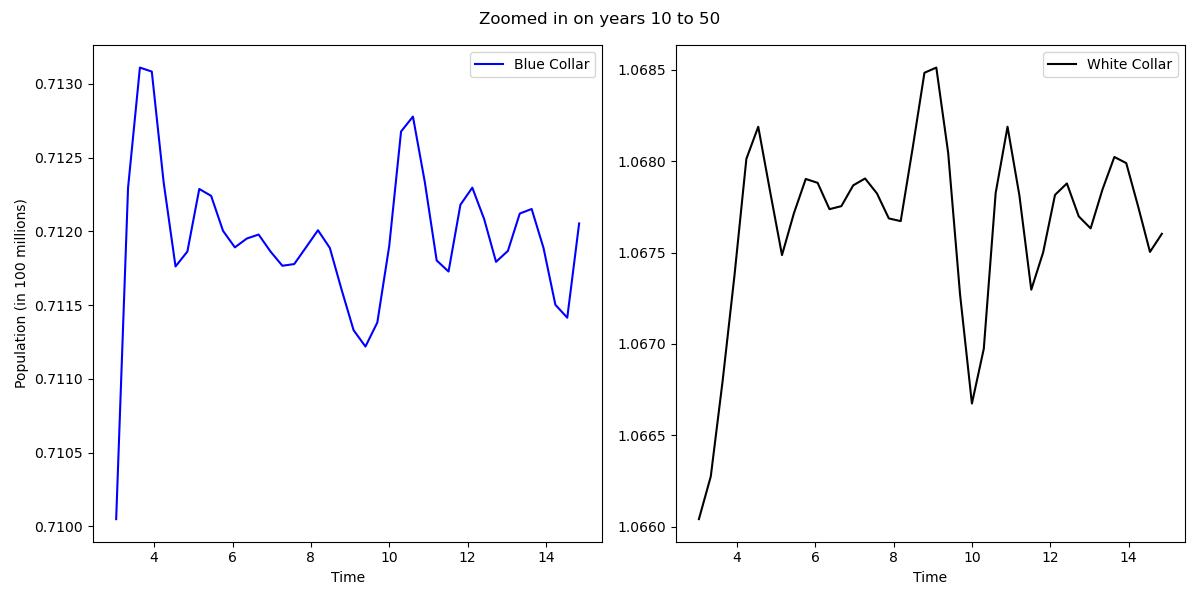 Zoomed in on years 10 to 50
Blue Collar
White Collar
Population (in 100 millions)
0.7130
0.7125
0.7120
0.7115
0.7110
0.7105
0.7100
4 6 8 10 12 14
Time
1.0685
1.0680
1.0675
1.0670
1.0665
1.0660
4 6 8 10 12 14
Time